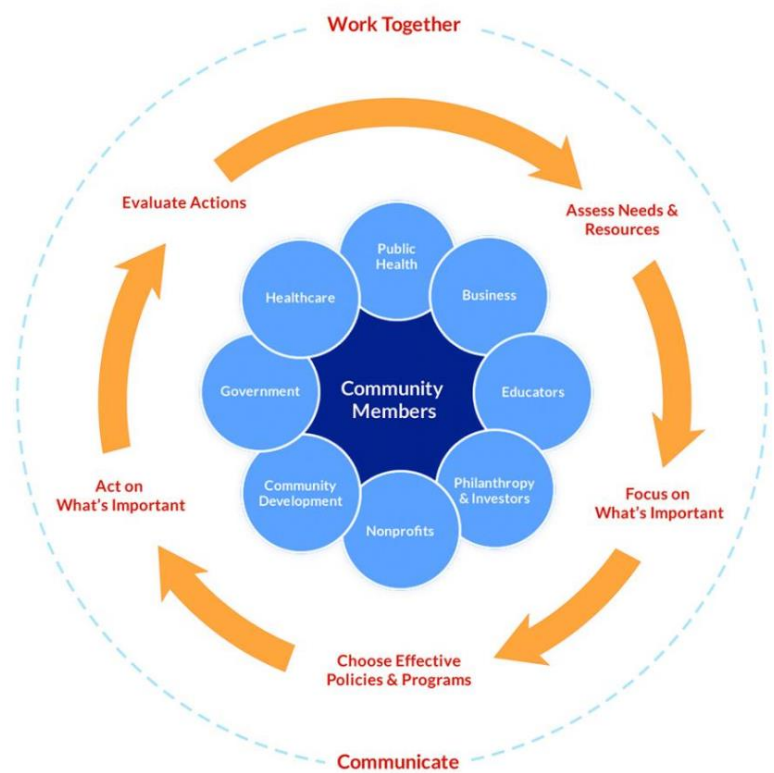 Work Together
Evaluate Actions
Assess Needs &
Resources
Public
Health
Healthcare
Business
Government
Community
Members
Educators
Act on
What's Important
Community
Development
Philanthropy
& Investors
Focus on
What's Important
Nonprofits
Choose Effective
Policies & Programs
Communicate